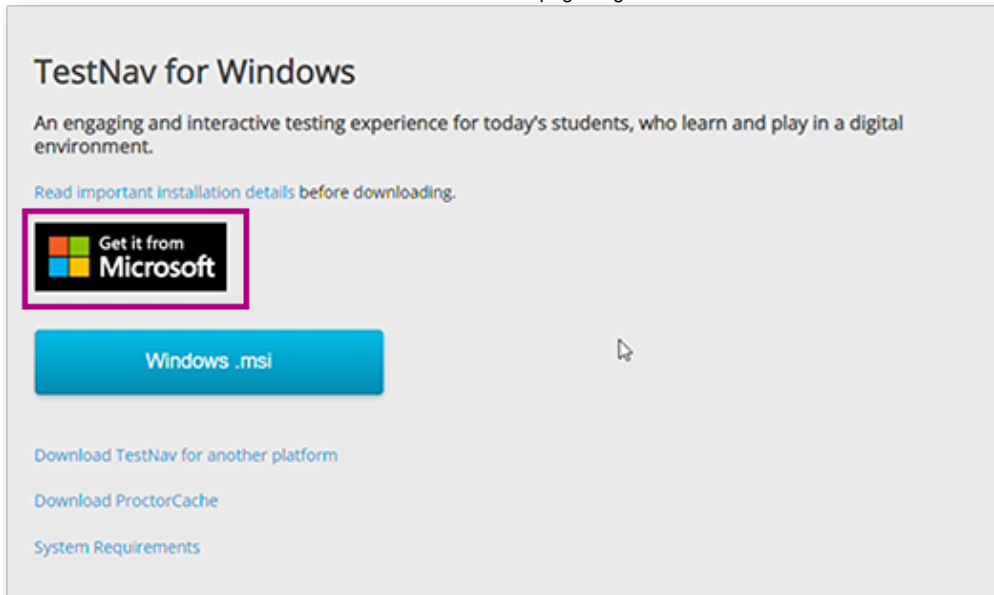 TestNav for Windows
An engaging and interactive testing experience for today's students, who learn and play in a digital
environment.
Read important installation details before downloading.
Get it from
Microsoft
Windows .msi
Download TestNav for another platform
Download ProctorCache
System Requirements